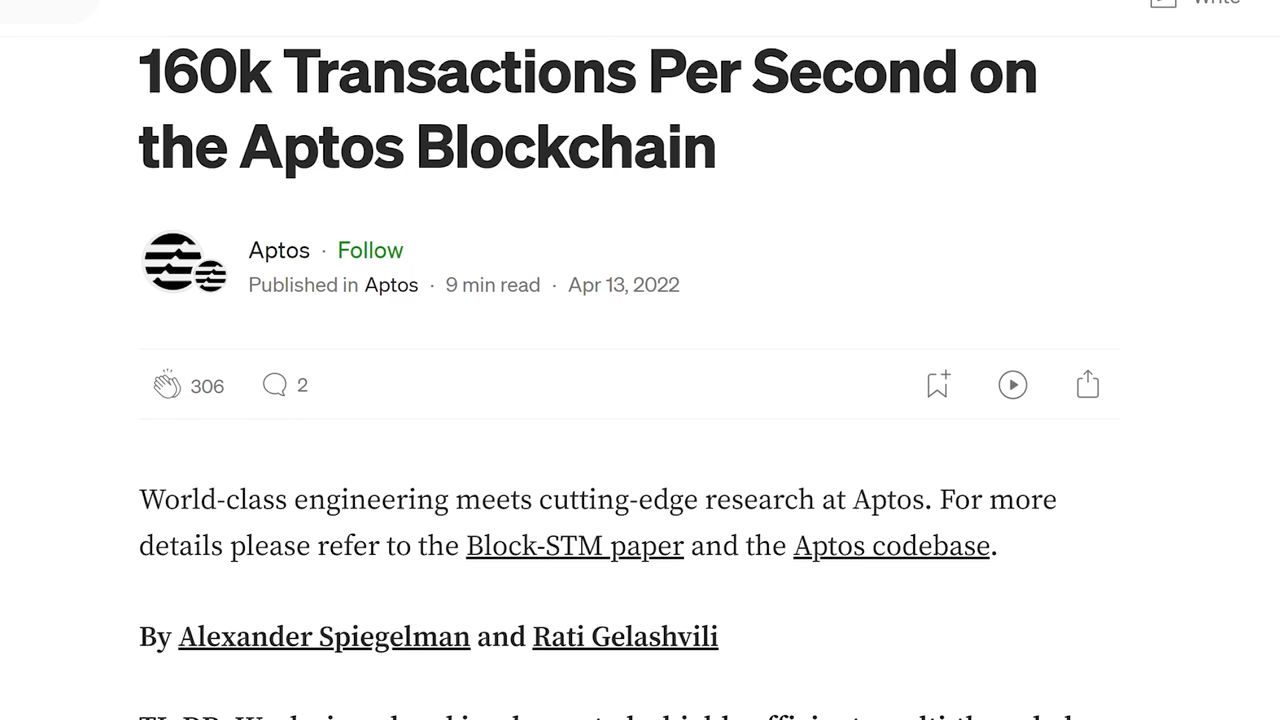 Write
160k Transactions Per Second on
the Aptos Blockchain
Aptos · Follow
Published in Aptos · 9 min read · Apr 13, 2022
306 2
World-class engineering meets cutting-edge research at Aptos. For more
details please refer to the Block-STM paper and the Aptos codebase.
By Alexander Spiegelman and Rati Gelashvili